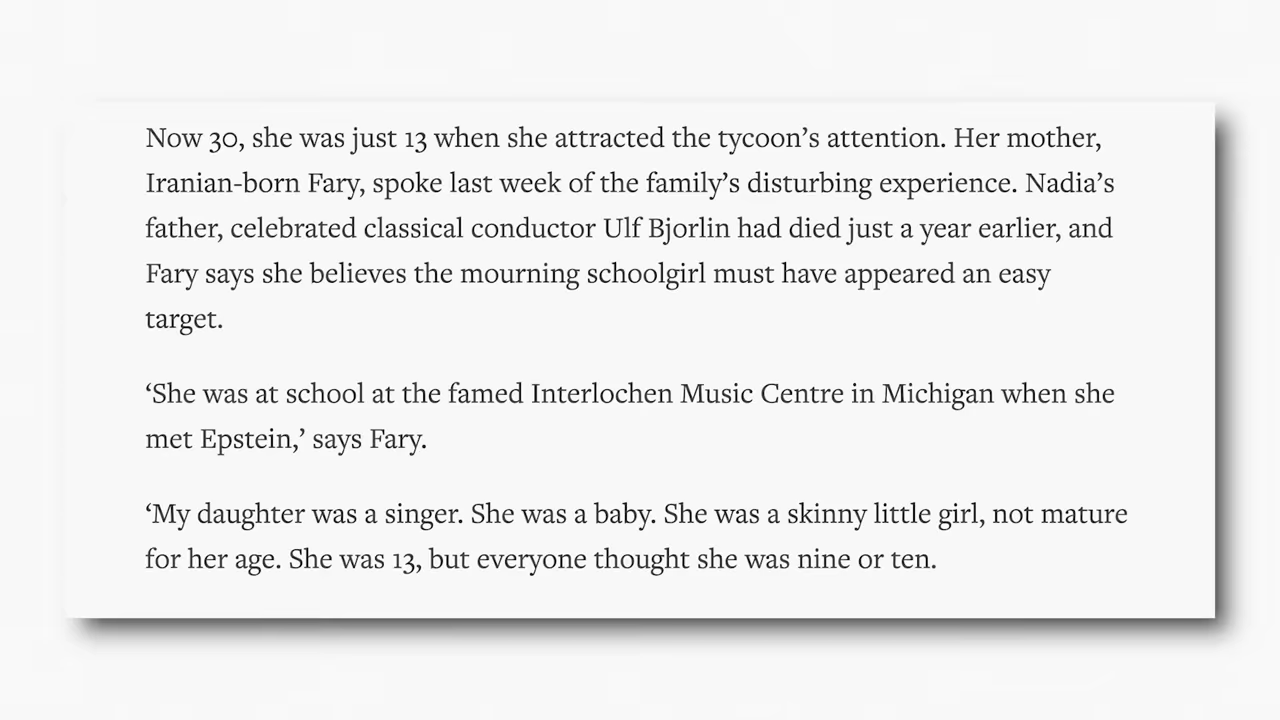 Now 30, she was just 13 when she attracted the tycoon’s attention. Her mother,
Iranian-born Fary, spoke last week of the family’s disturbing experience. Nadia’s
father, celebrated classical conductor Ulf Bjorlin had died just a year earlier, and
Fary says she believes the mourning schoolgirl must have appeared an easy
target.
‘She was at school at the famed Interlochen Music Centre in Michigan when she
met Epstein,’ says Fary.
‘My daughter was a singer. She was a baby. She was a skinny little girl, not mature
for her age. She was 13, but everyone thought she was nine or ten.